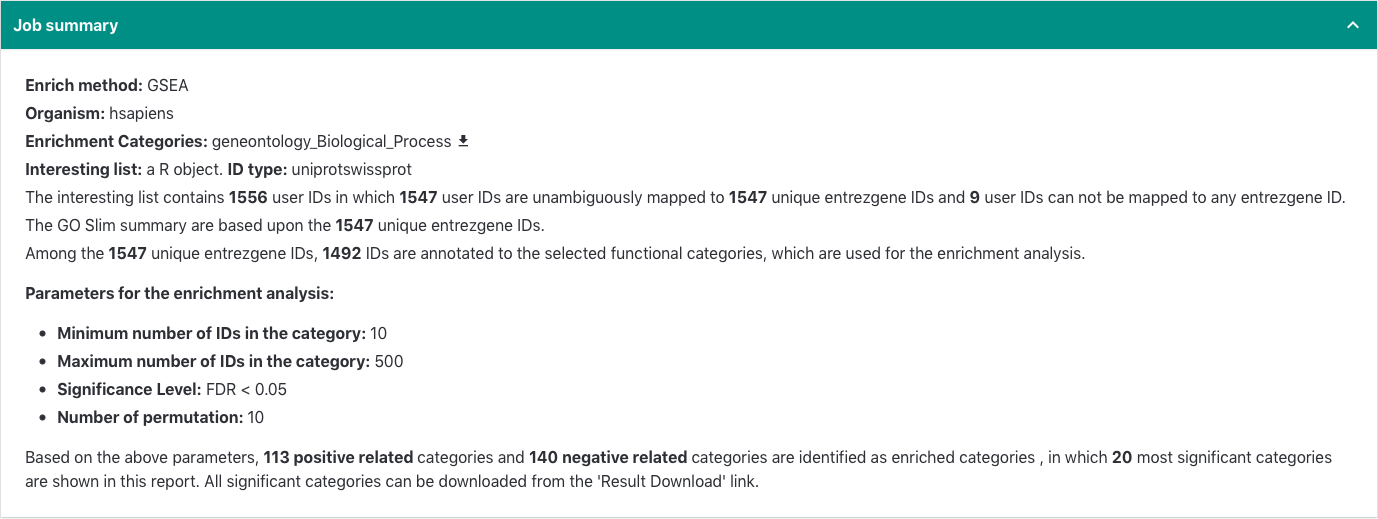 Job summary
Enrich method: GSEA
Organism: hsapiens
Enrichment Categories: geneontology_Biological_Process
Interesting list: a R object. ID type: uniprotswissprot
The interesting list contains 1556 user IDs in which 1547 user IDs are unambiguously mapped to 1547 unique entrezgene IDs and 9 user IDs can not be mapped to any entrezgene ID.
The GO Slim summary are based upon the 1547 unique entrezgene IDs.
Among the 1547 unique entrezgene IDs, 1492 IDs are annotated to the selected functional categories, which are used for the enrichment analysis.
Parameters for the enrichment analysis:
• Minimum number of IDs in the category: 10
• Maximum number of IDs in the category: 500
• Significance Level: FDR < 0.05
• Number of permutation: 10
Based on the above parameters, 113 positive related categories and 140 negative related categories are identified as enriched categories , in which 20 most significant categories
are shown in this report. All significant categories can be downloaded from the 'Result Download' link.